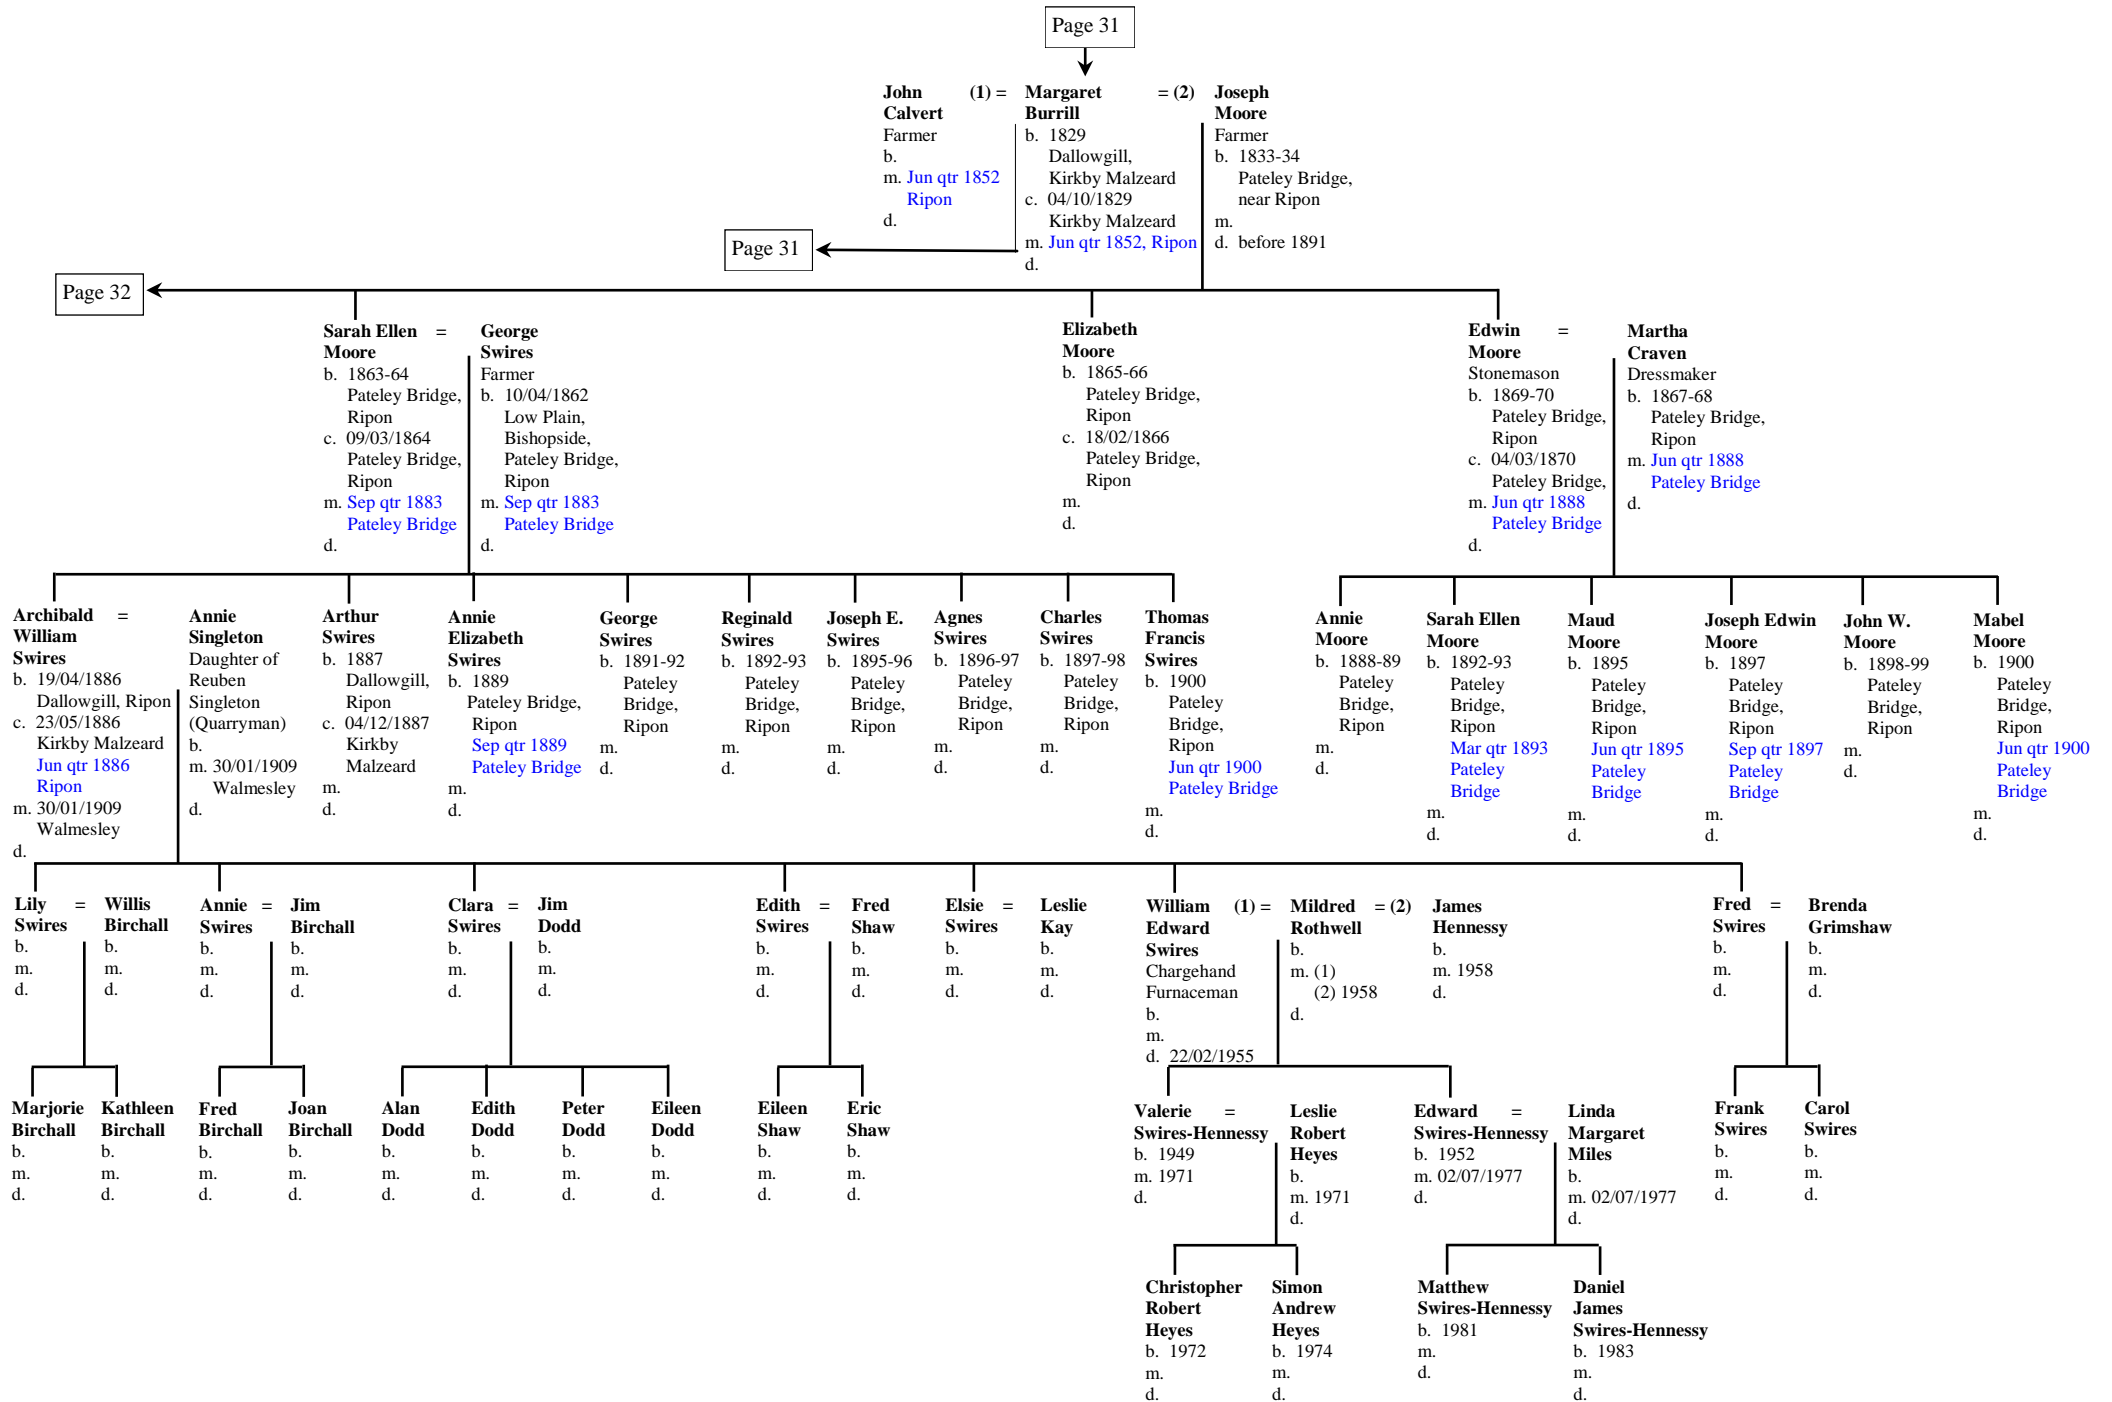 Page 31
John (1) =
Calvert
Farmer
b.
m. Jun qtr 1852
Ripon
d.
Margaret = (2)
Burrill
b. 1829
Dallowgill,
Kirkby Malzeard
c. 04/10/1829
Kirkby Malzeard
m. Jun qtr 1852, Ripon
d.
Joseph
Moore
Farmer
b. 1833-34
Pateley Bridge,
near Ripon
m.
d. before 1891
Page 31
Page 32
Sarah Ellen =
Moore
b. 1863-64
Pateley Bridge,
Ripon
c. 09/03/1864
Pateley Bridge,
Ripon
m. Sep qtr 1883
Pateley Bridge
d.
George
Swires
Farmer
b. 10/04/1862
Low Plain,
Bishopside,
Pateley Bridge,
Ripon
m. Sep qtr 1883
Pateley Bridge
d.
Elizabeth
Moore
b. 1865-66
Pateley Bridge,
Ripon
c. 18/02/1866
Pateley Bridge,
Ripon
m.
d.
Edwin =
Moore
Stonemason
b. 1869-70
Pateley Bridge,
Ripon
c. 04/03/1870
Pateley Bridge,
m. Jun qtr 1888
Pateley Bridge
d.
Martha
Craven
Dressmaker
b. 1867-68
Pateley Bridge,
Ripon
m. Jun qtr 1888
Pateley Bridge
d.
Archibald =
William
Swires
b. 19/04/1886
Dallowgill, Ripon
c. 23/05/1886
Kirkby Malzeard
Jun qtr 1886
Ripon
m. 30/01/1909
Walmesley
d.
Annie
Singleton
Daughter of
Reuben
Singleton
(Quarryman)
b.
m. 30/01/1909
Walmesley
d.
Arthur
Swires
b. 1887
Dallowgill,
Ripon
c. 04/12/1887
Kirkby
Malzeard
m.
d.
Annie
Elizabeth
Swires
b. 1889
Pateley Bridge,
Ripon
Sep qtr 1889
Pateley Bridge
m.
d.
George
Swires
b. 1891-92
Pateley
Bridge,
Ripon
m.
d.
Reginald
Swires
b. 1892-93
Pateley
Bridge,
Ripon
m.
d.
Joseph E.
Swires
b. 1895-96
Pateley
Bridge,
Ripon
m.
d.
Agnes
Swires
b. 1896-97
Pateley
Bridge,
Ripon
m.
d.
Charles
Swires
b. 1897-98
Pateley
Bridge,
Ripon
m.
d.
Thomas
Francis
Swires
b. 1900
Pateley
Bridge,
Ripon
Jun qtr 1900
Pateley Bridge
m.
d.
Annie
Moore
b. 1888-89
Pateley
Bridge,
Ripon
m.
d.
Sarah Ellen
Moore
b. 1892-93
Pateley
Bridge,
Ripon
Mar qtr 1893
Pateley
Bridge
m.
d.
Maud
Moore
b. 1895
Pateley
Bridge,
Ripon
Jun qtr 1895
Pateley
Bridge
m.
d.
Joseph Edwin
Moore
b. 1897
Pateley
Bridge,
Ripon
Sep qtr 1897
Pateley
Bridge
m.
d.
John W.
Moore
b. 1898-99
Pateley
Bridge,
Ripon
m.
d.
Mabel
Moore
b. 1900
Pateley
Bridge,
Ripon
Jun qtr 1900
Pateley
Bridge
m.
d.
Lily =
Swires
b.
m.
d.
Willis
Birchall
b.
m.
d.
Annie =
Swires
b.
m.
d.
Jim
Birchall
b.
m.
d.
Clara =
Swires
b.
m.
d.
Jim
Dodd
b.
m.
d.
Edith =
Swires
b.
m.
d.
Fred
Shaw
b.
m.
d.
Elsie =
Swires
b.
m.
d.
Leslie
Kay
b.
m.
d.
William (1) =
Edward
Swires
Chargehand
Furnaceman
b.
m.
d. 22/02/1955
Mildred = (2)
Rothwell
b.
m. (1)
(2) 1958
d.
James
Hennessy
b.
m. 1958
d.
Fred =
Swires
b.
m.
d.
Brenda
Grimshaw
b.
m.
d.
Marjorie
Birchall
b.
m.
d.
Kathleen
Birchall
b.
m.
d.
Fred
Birchall
b.
m.
d.
Joan
Birchall
b.
m.
d.
Alan
Dodd
b.
m.
d.
Edith
Dodd
b.
m.
d.
Peter
Dodd
b.
m.
d.
Eileen
Dodd
b.
m.
d.
Eileen
Shaw
b.
m.
d.
Eric
Shaw
b.
m.
d.
Valerie =
Swires-Hennessy
b. 1949
m. 1971
d.
Leslie
Robert
Heyes
b.
m. 1971
d.
Edward =
Swires-Hennessy
b. 1952
m. 02/07/1977
d.
Linda
Margaret
Miles
b.
m. 02/07/1977
d.
Frank
Swires
b.
m.
d.
Carol
Swires
b.
m.
d.
Christopher
Robert
Heyes
b. 1972
m.
d.
Simon
Andrew
Heyes
b. 1974
m.
d.
Matthew
Swires-Hennessy
b. 1981
m.
d.
Daniel
James
Swires-Hennessy
b. 1983
m.
d.